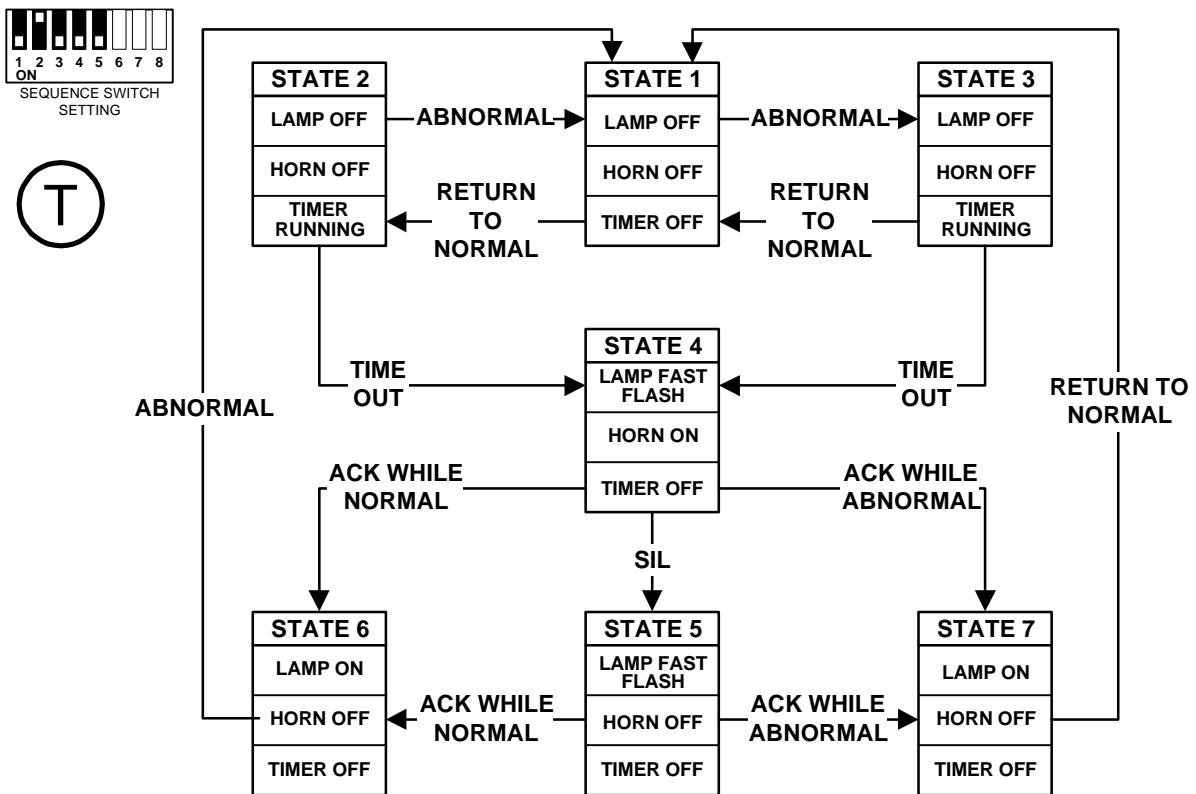 1 2 3 4 5 6 7 8
ON
SEQUENCE SWITCH
SETTING
T
STATE 2
LAMP OFF
HORN OFF
TIMER
RUNNING
ABNORMAL
RETURN
TO
NORMAL
STATE 1
LAMP OFF
HORN OFF
TIMER OFF
ABNORMAL
RETURN
TO
NORMAL
STATE 3
LAMP OFF
HORN OFF
TIMER
RUNNING
ABNORMAL
TIME
OUT
STATE 4
LAMP FAST
FLASH
HORN ON
TIMER OFF
TIME
OUT
RETURN TO
NORMAL
ACK WHILE
NORMAL
ACK WHILE
ABNORMAL
SIL
STATE 6
LAMP ON
HORN OFF
TIMER OFF
ACK WHILE
NORMAL
STATE 5
LAMP FAST
FLASH
HORN OFF
TIMER OFF
ACK WHILE
ABNORMAL
STATE 7
LAMP ON
HORN OFF
TIMER OFF